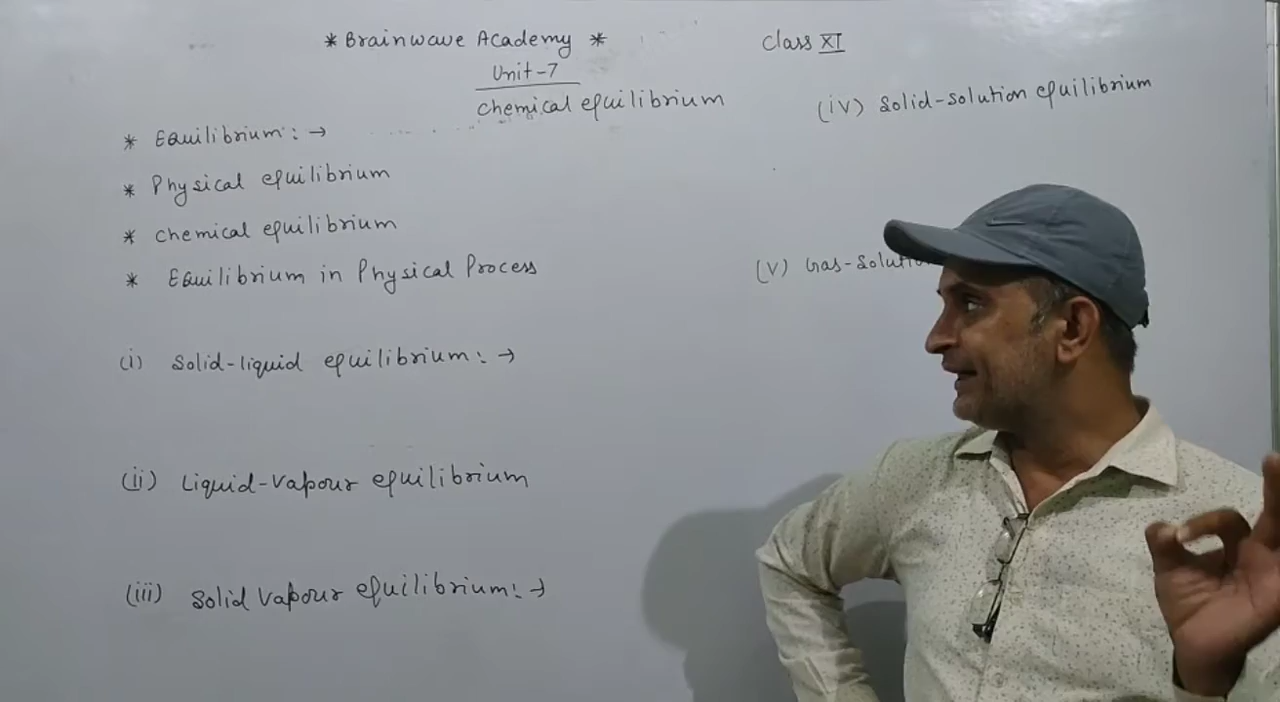 * Brainwave Academy *
Class XI
Unit-7
Chemical equilibrium
* Equilibrium: →
* Physical equilibrium
* Chemical equilibrium
* Equilibrium in Physical Process
(i) Solid-liquid equilibrium: →
(ii) Liquid-Vapour equilibrium
(iii) Solid Vapour equilibrium: →
(iv) Solid-solution equilibrium
(v) Gas-